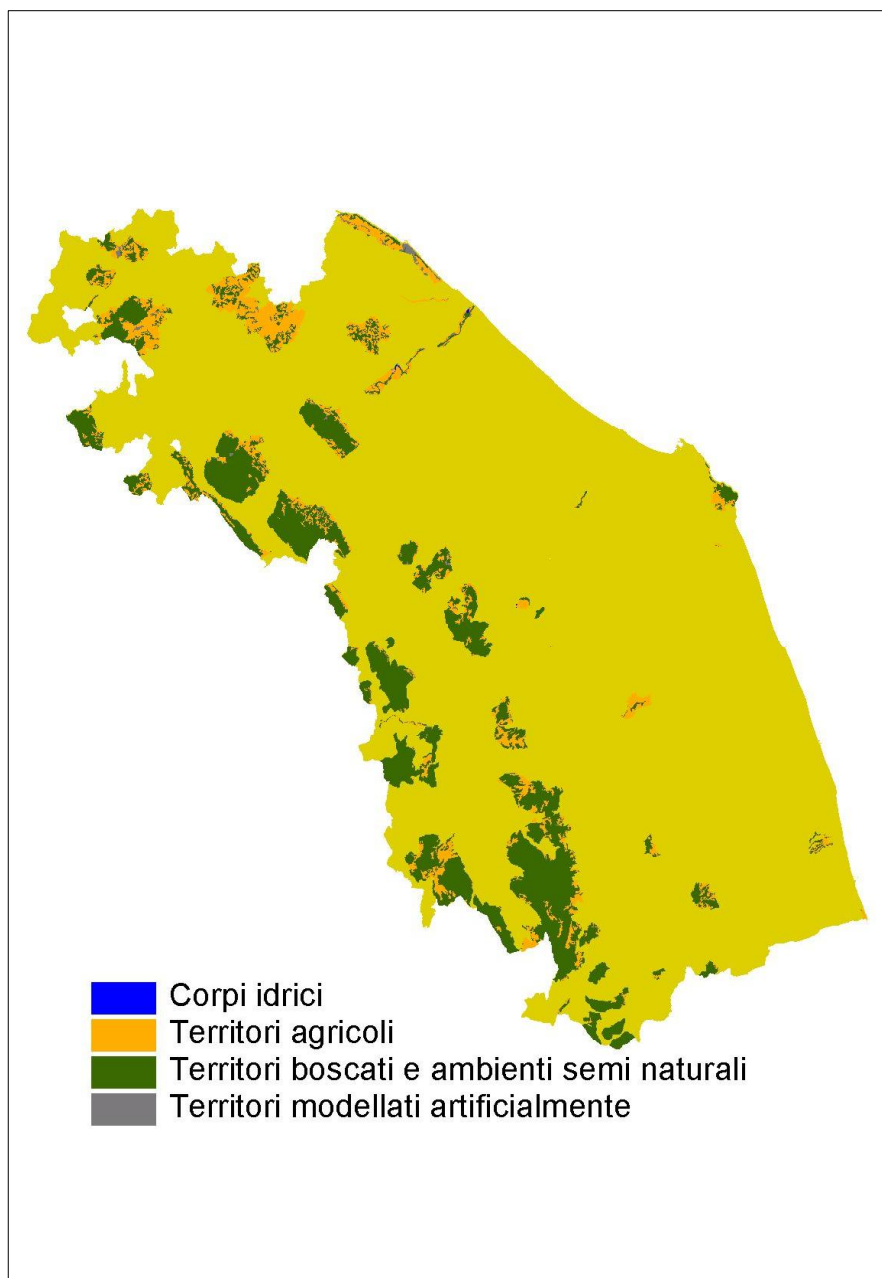 Corpi idrici
Territori agricoli
Territori boscati e ambienti semi naturali
Territori modellati artificialmente